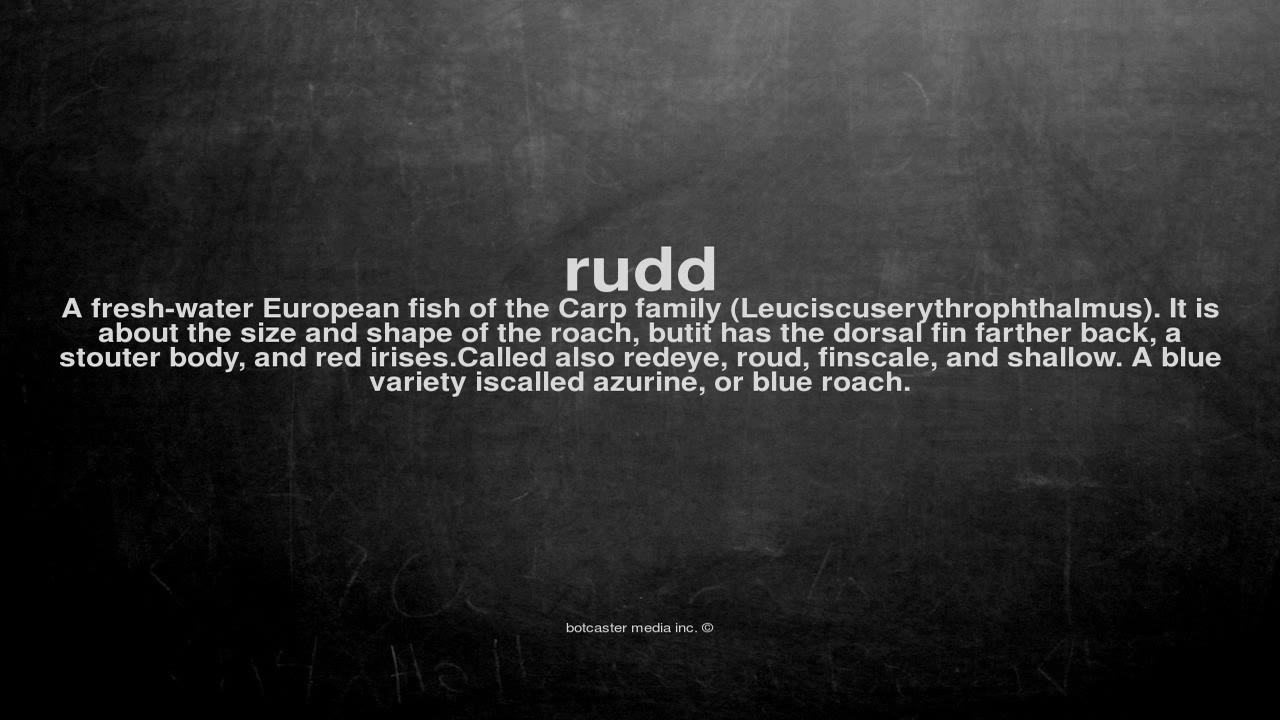 rudd
A fresh-water European fish of the Carp family (Leuciscuserythrophthalmus). It is
about the size and shape of the roach, butit has the dorsal fin farther back, a
stouter body, and red irises.Called also redeye, roud, finscale, and shallow. A blue
variety iscalled azurine, or blue roach.
botcaster media inc. ©